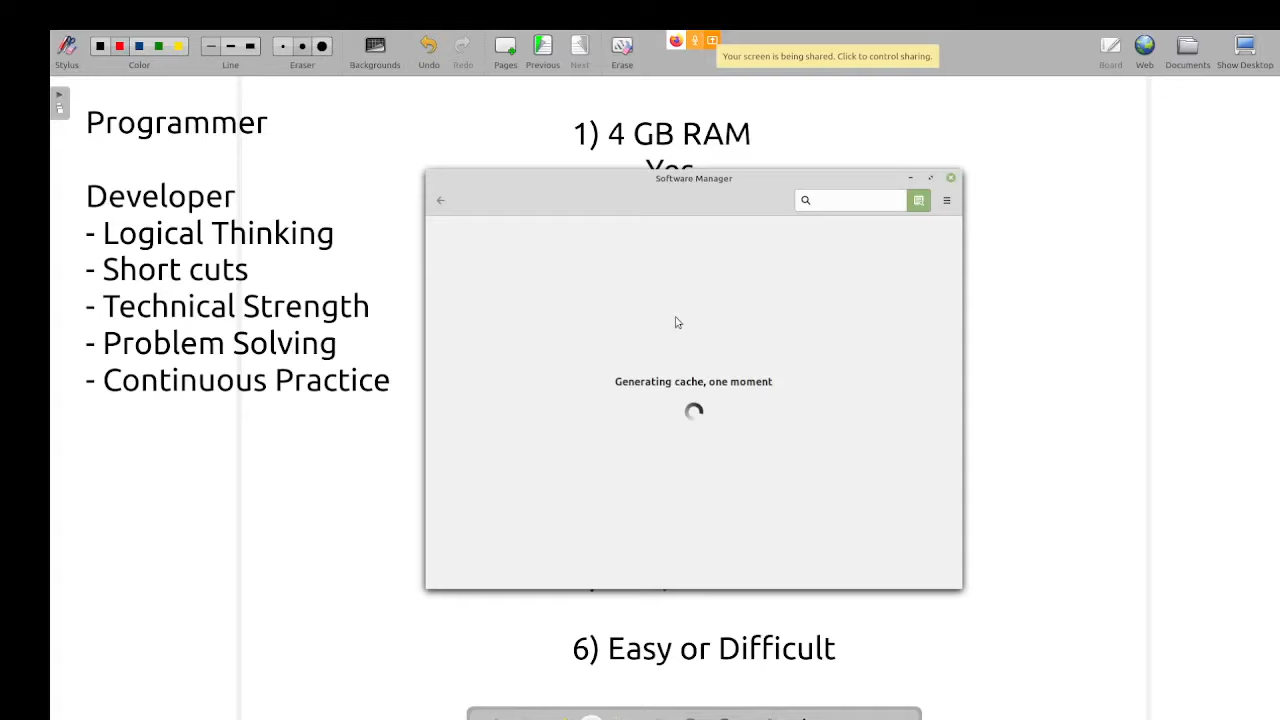 Stylus
Color
Line
Eraser
Backgrounds
Undo
Redo
Pages
Previous
Next
Erase
Your screen is being shared. Click to control sharing.
Board
Web
Documents
Show Desktop
Programmer
Developer
- Logical Thinking
- Short cuts
- Technical Strength
- Problem Solving
- Continuous Practice
1) 4 GB RAM
Yes
Software Manager
Generating cache, one moment
6) Easy or Difficult